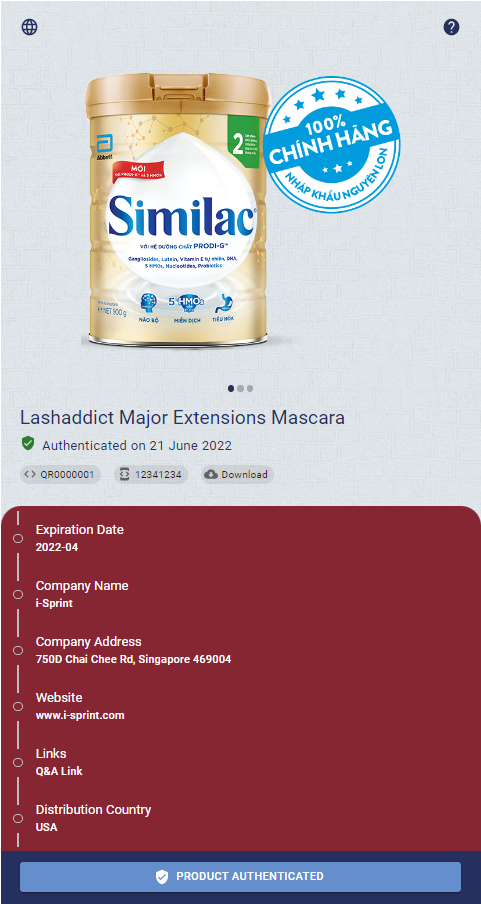 100%
CHÍNH HÃNG
NHẬP KHẨU NGUYÊN LON
Abbott
2
MỚI
Similac
VỚI HỆ DƯỠNG CHẤT PRODI-G™
Gangliosides, Lutein, Vitamin E tự nhiên, DHA,
5 HMOs, Nucleotides, Probiotics
5 HMOs
NÃO BỘ MIỄN DỊCH TIÊU HÓA
NET 900g
Lashaddict Major Extensions Mascara
Authenticated on 21 June 2022
QR0000001 12341234 Download
Expiration Date
2022-04
Company Name
i-Sprint
Company Address
750D Chai Chee Rd, Singapore 469004
Website
www.i-sprint.com
Links
Q&A Link
Distribution Country
USA
PRODUCT AUTHENTICATED